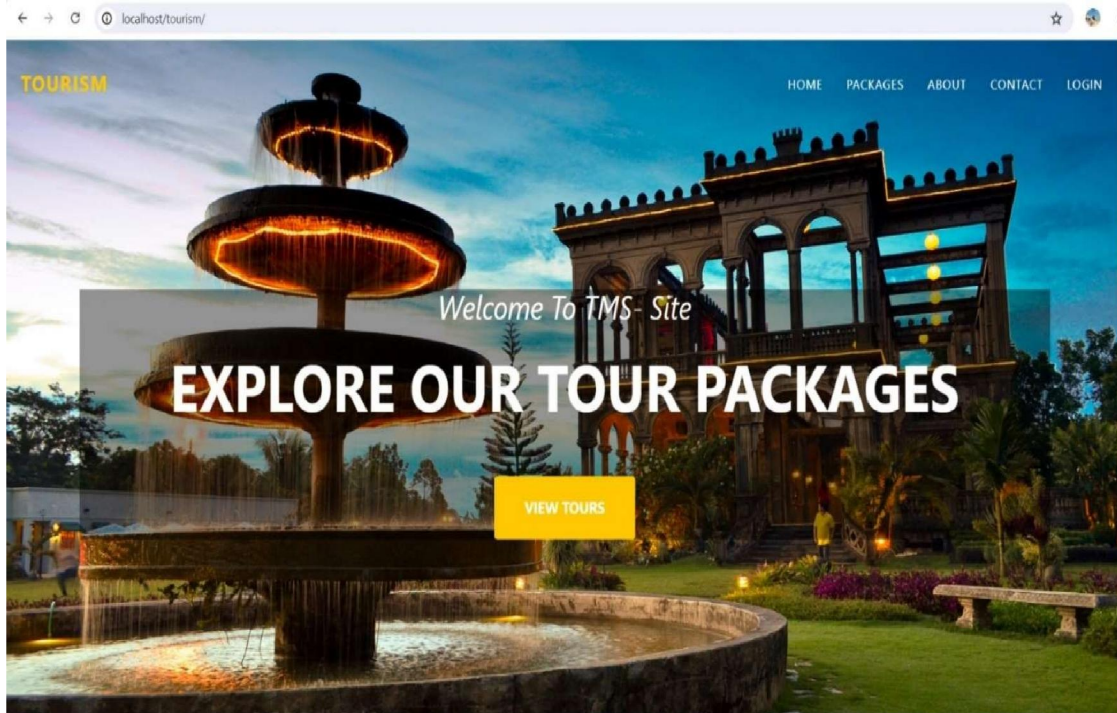 localhost/tourism/
TOURISM
HOME PACKAGES ABOUT CONTACT LOGIN
Welcome To TMS- Site
EXPLORE OUR TOUR PACKAGES
VIEW TOURS